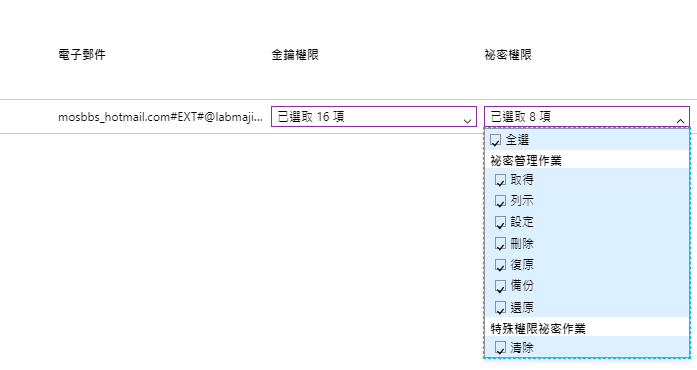 電子郵件 金鑰權限 祕密權限
mosbbs_hotmail.com#EXT#@labmaji... 已選取 16 項 已選取 8 項
全選
祕密管理作業
取得
列示
設定
刪除
復原
備份
還原
特殊權限祕密作業
清除